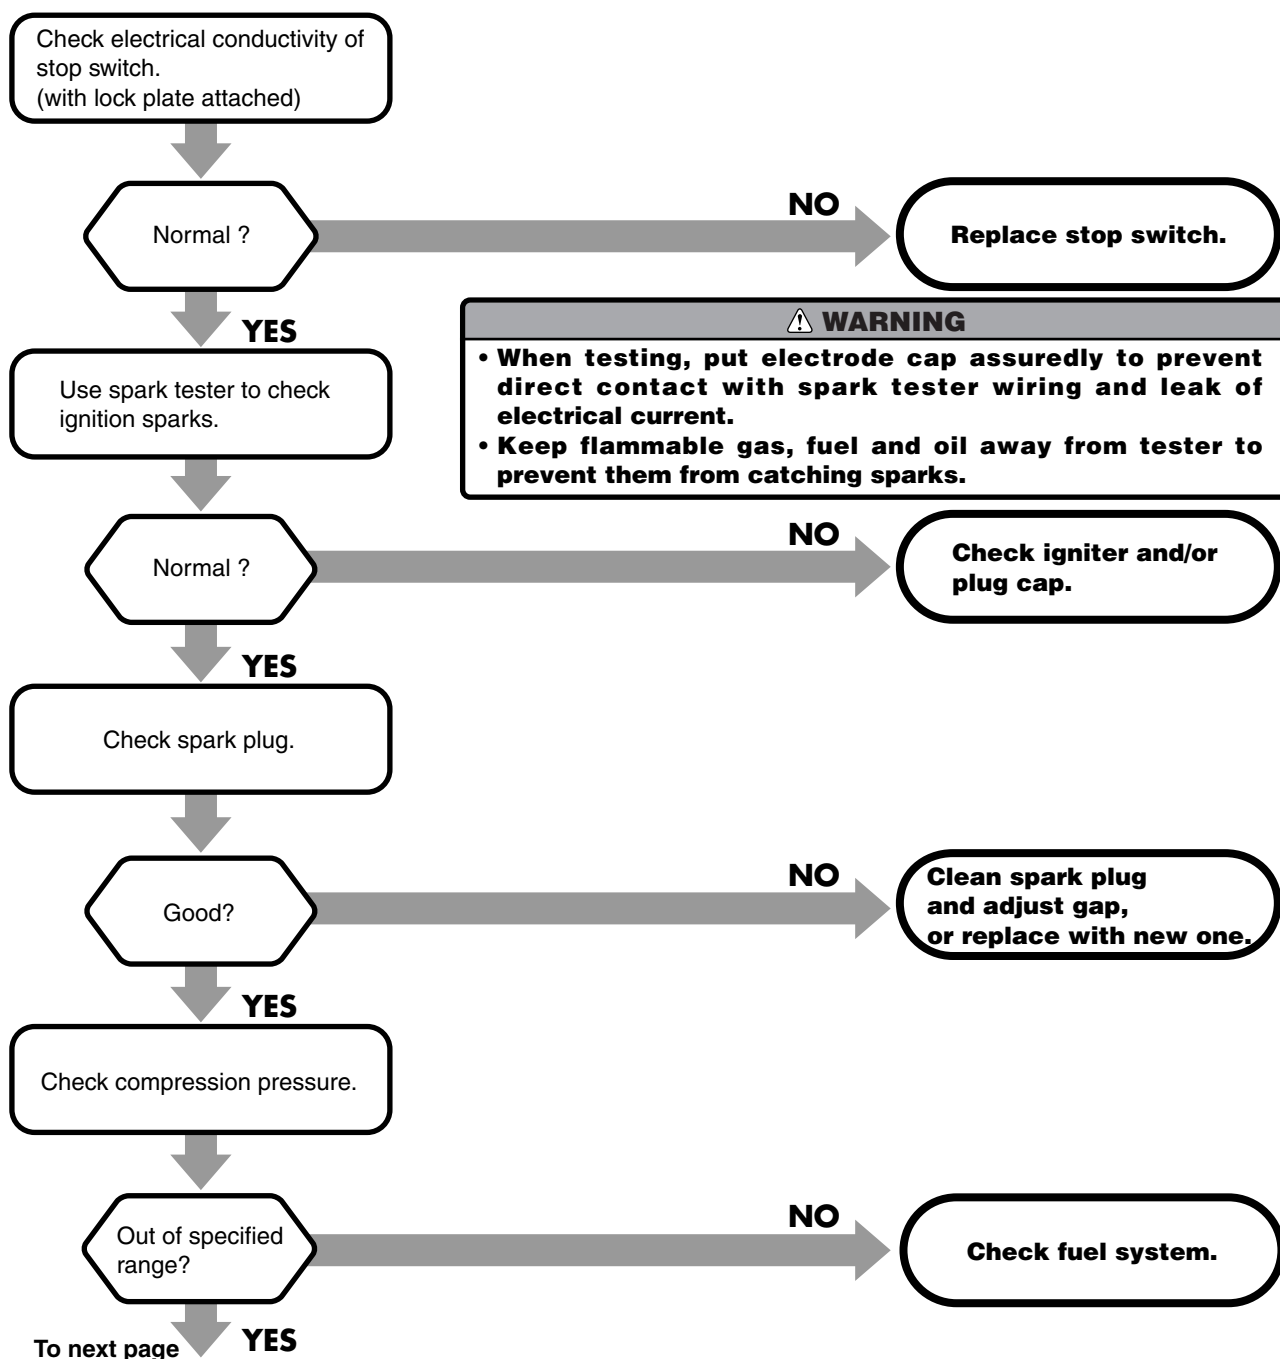 Check electrical conductivity of
stop switch.
(with lock plate attached)
Normal ?
NO
Replace stop switch.
YES
WARNING
• When testing, put electrode cap assuredly to prevent
direct contact with spark tester wiring and leak of
electrical current.
• Keep flammable gas, fuel and oil away from tester to
prevent them from catching sparks.
Use spark tester to check
ignition sparks.
Normal ?
NO
Check igniter and/or
plug cap.
YES
Check spark plug.
Good?
NO
Clean spark plug
and adjust gap,
or replace with new one.
YES
Check compression pressure.
Out of specified
range?
NO
Check fuel system.
YES
To next page